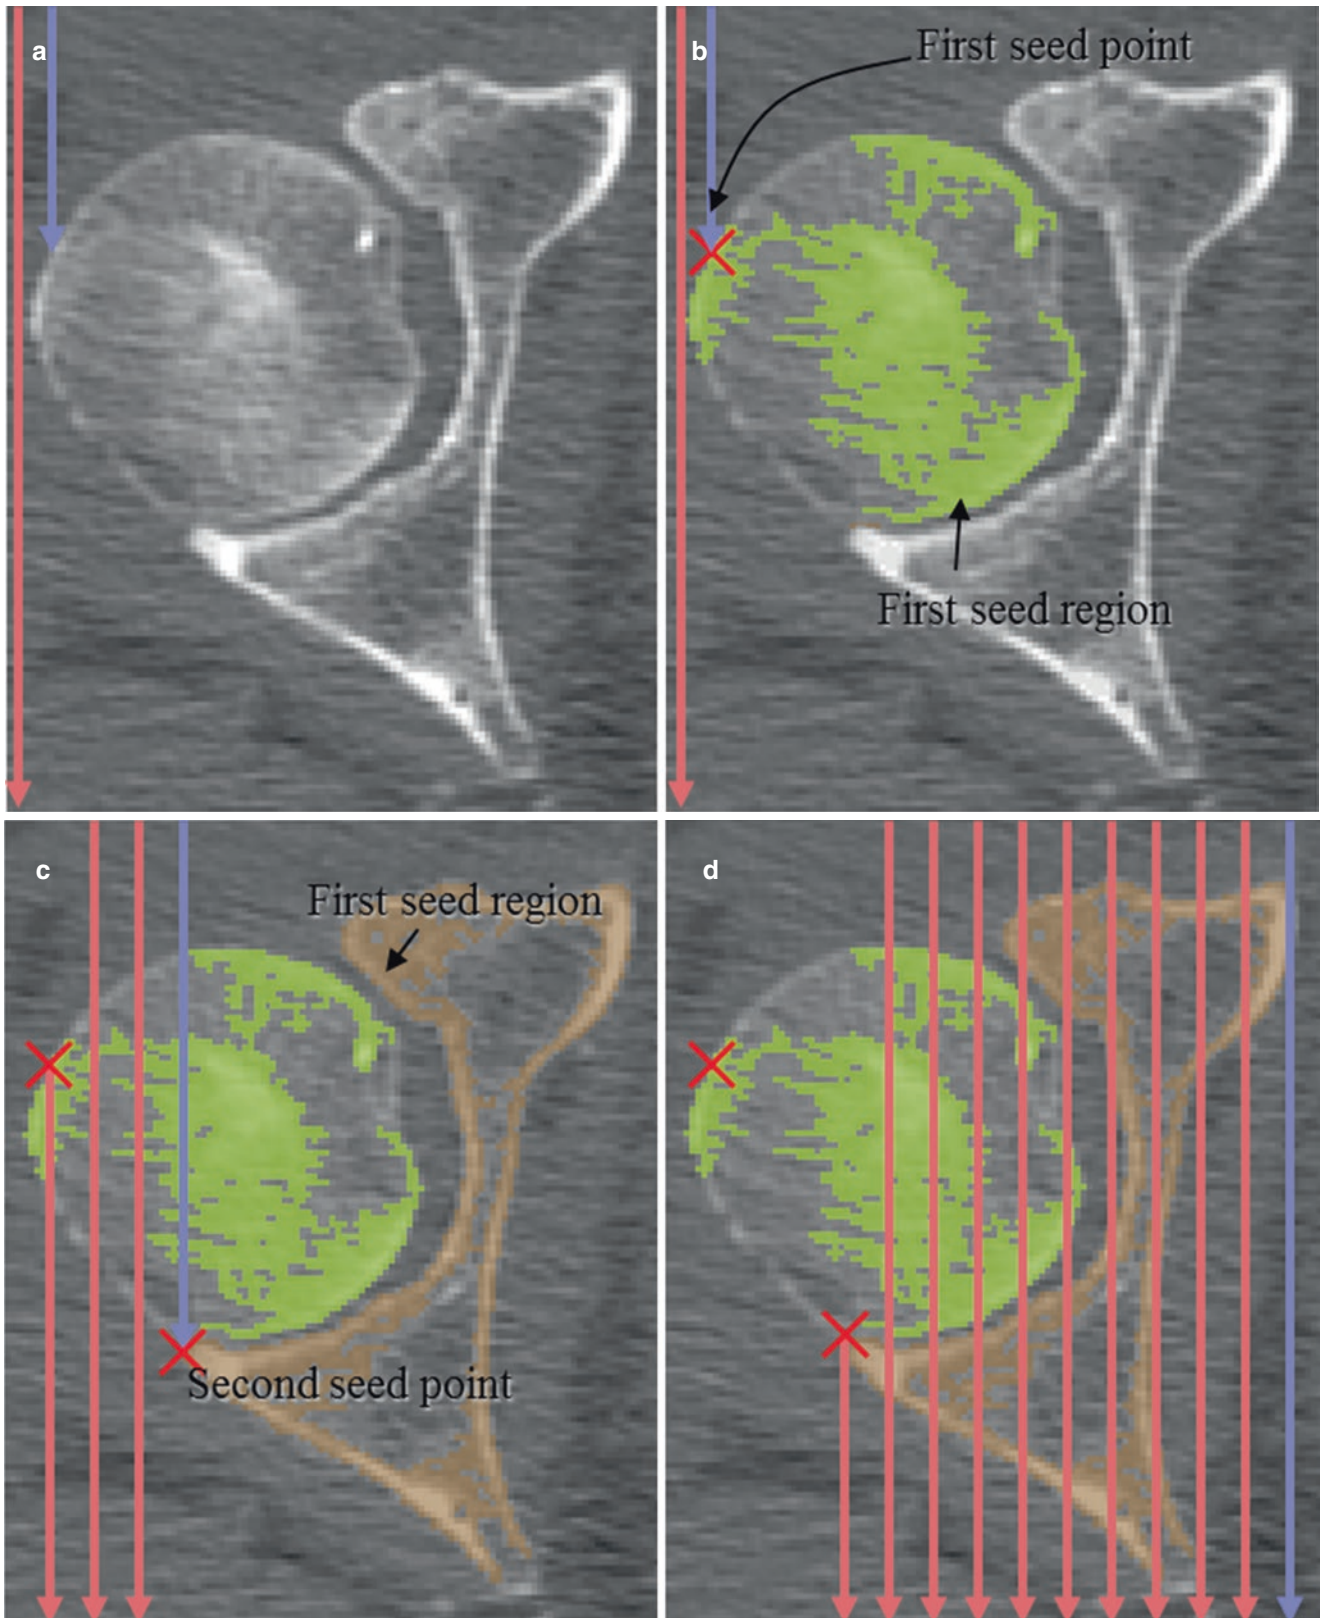 a
b
First seed point
First seed region
c
First seed region
Second seed point
d